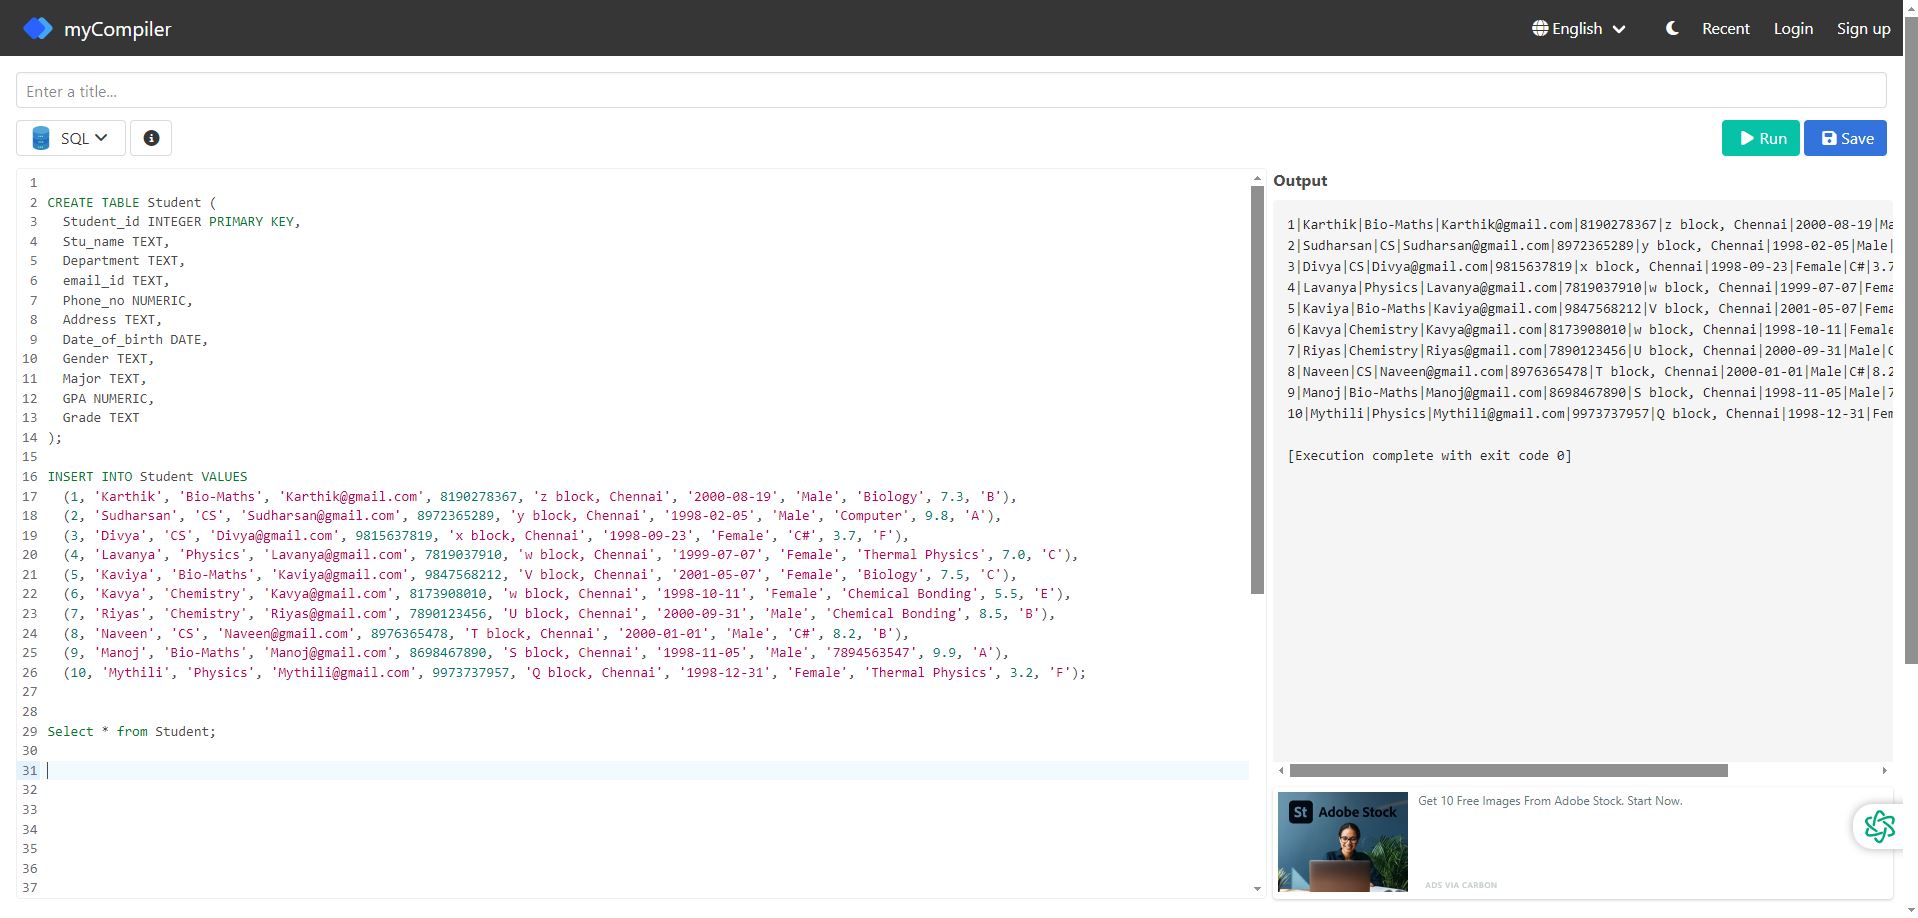 myCompiler
English
Recent
Login
Sign up
Enter a title...
SQL
Run
Save
1
2 CREATE TABLE Student (
3 Student_id INTEGER PRIMARY KEY,
4 Stu_name TEXT,
5 Department TEXT,
6 email_id TEXT,
7 Phone_no NUMERIC,
8 Address TEXT,
9 Date_of_birth DATE,
10 Gender TEXT,
11 Major TEXT,
12 GPA NUMERIC,
13 Grade TEXT
14 );
15
16 INSERT INTO Student VALUES
17 (1, 'Karthik', 'Bio-Maths', 'Karthik@gmail.com', 8190278367, 'z block, Chennai', '2000-08-19', 'Male', 'Biology', 7.3, 'B'),
18 (2, 'Sudharsan', 'CS', 'Sudharsan@gmail.com', 8972365289, 'y block, Chennai', '1998-02-05', 'Male', 'Computer', 9.8, 'A'),
19 (3, 'Divya', 'CS', 'Divya@gmail.com', 9815637819, 'x block, Chennai', '1998-09-23', 'Female', 'C#', 3.7, 'F'),
20 (4, 'Lavanya', 'Physics', 'Lavanya@gmail.com', 7819037910, 'w block, Chennai', '1999-07-07', 'Female', 'Thermal Physics', 7.0, 'C'),
21 (5, 'Kaviya', 'Bio-Maths', 'Kaviya@gmail.com', 9847568212, 'V block, Chennai', '2001-05-07', 'Female', 'Biology', 7.5, 'C'),
22 (6, 'Kavya', 'Chemistry', 'Kavya@gmail.com', 8173908010, 'w block, Chennai', '1998-10-11', 'Female', 'Chemical Bonding', 5.5, 'E'),
23 (7, 'Riyas', 'Chemistry', 'Riyas@gmail.com', 7890123456, 'U block, Chennai', '2000-09-31', 'Male', 'Chemical Bonding', 8.5, 'B'),
24 (8, 'Naveen', 'CS', 'Naveen@gmail.com', 8976365478, 'T block, Chennai', '2000-01-01', 'Male', 'C#', 8.2, 'B'),
25 (9, 'Manoj', 'Bio-Maths', 'Manoj@gmail.com', 8698467890, 'S block, Chennai', '1998-11-05', 'Male', '7894563547', 9.9, 'A'),
26 (10, 'Mythili', 'Physics', 'Mythili@gmail.com', 9973737957, 'Q block, Chennai', '1998-12-31', 'Female', 'Thermal Physics', 3.2, 'F');
27
28
29 Select * from Student;
30
31
32
33
34
35
36
37
Output
1|Karthik|Bio-Maths|Karthik@gmail.com|8190278367|z block, Chennai|2000-08-19|Ma
2|Sudharsan|CS|Sudharsan@gmail.com|8972365289|y block, Chennai|1998-02-05|Male|
3|Divya|CS|Divya@gmail.com|9815637819|x block, Chennai|1998-09-23|Female|C#|3.7
4|Lavanya|Physics|Lavanya@gmail.com|7819037910|w block, Chennai|1999-07-07|Fema
5|Kaviya|Bio-Maths|Kaviya@gmail.com|9847568212|V block, Chennai|2001-05-07|Fema
6|Kavya|Chemistry|Kavya@gmail.com|8173908010|w block, Chennai|1998-10-11|Female
7|Riyas|Chemistry|Riyas@gmail.com|7890123456|U block, Chennai|2000-09-31|Male|C
8|Naveen|CS|Naveen@gmail.com|8976365478|T block, Chennai|2000-01-01|Male|C#|8.2
9|Manoj|Bio-Maths|Manoj@gmail.com|8698467890|S block, Chennai|1998-11-05|Male|7
10|Mythili|Physics|Mythili@gmail.com|9973737957|Q block, Chennai|1998-12-31|Fem
[Execution complete with exit code 0]
St Adobe Stock
Get 10 Free Images From Adobe Stock. Start Now.
ADS VIA CARBON